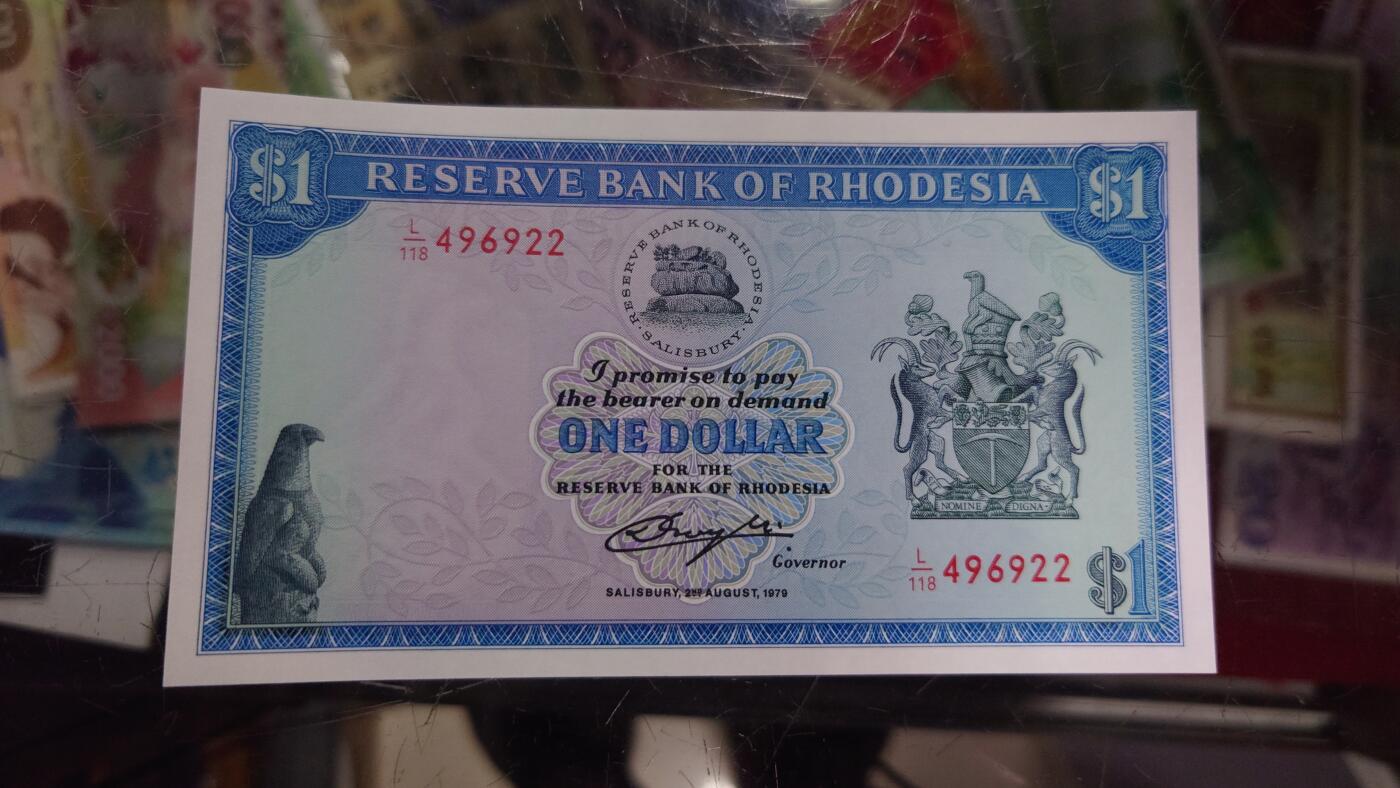 $1 RESERVE BANK OF RHODESIA $1
L/118 496922
RESERVE BANK OF RHODESIA
· SALISBURY ·
I promise to pay
the bearer on demand
ONE DOLLAR
FOR THE
RESERVE BANK OF RHODESIA
Governor
SALISBURY, 2ND AUGUST, 1979
NOMINE DIGNA
L/118 496922
$1